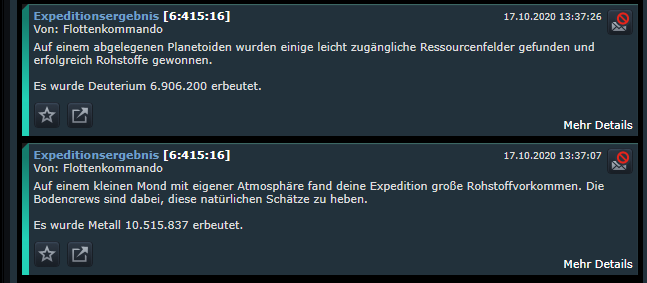 Expeditionsergebnis [6:415:16] 17.10.2020 13:37:26
Von: Flottenkommando
Auf einem abgelegenen Planetoiden wurden einige leicht zugängliche Ressourcenfelder gefunden und
erfolgreich Rohstoffe gewonnen.
Es wurde Deuterium 6.906.200 erbeutet.
Mehr Details
Expeditionsergebnis [6:415:16] 17.10.2020 13:37:07
Von: Flottenkommando
Auf einem kleinen Mond mit eigener Atmosphäre fand deine Expedition große Rohstoffvorkommen. Die
Bodencrews sind dabei, diese natürlichen Schätze zu heben.
Es wurde Metall 10.515.837 erbeutet.
Mehr Details